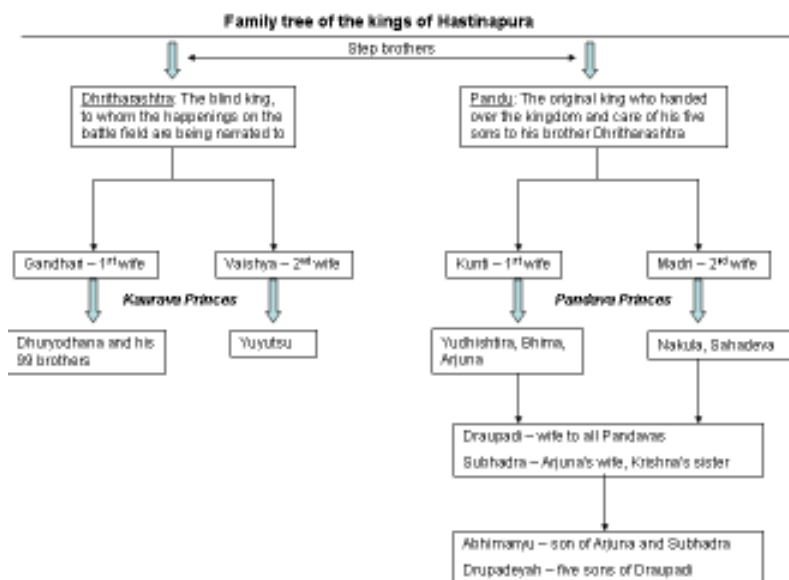 Family tree of the kings of Hastinapura
Step brothers
Dhritharashtra: The blind king,
to whom the happenings on the
battle field are being narrated to
Pandu: The original king who handed
over the kingdom and care of his five
sons to his brother Dhritharashtra
Gandhari – 1st wife
Vaishya – 2nd wife
Kunti – 1st wife
Madri – 2nd wife
Kaurava Princes
Pandava Princes
Dhuryodhana and his
99 brothers
Yuyutsu
Yudhishtira, Bhima,
Arjuna
Nakula, Sahadeva
Draupadi – wife to all Pandavas
Subhadra – Arjuna's wife, Krishna's sister
Abhimanyu – son of Arjuna and Subhadra
Drupadeyah – five sons of Draupadi